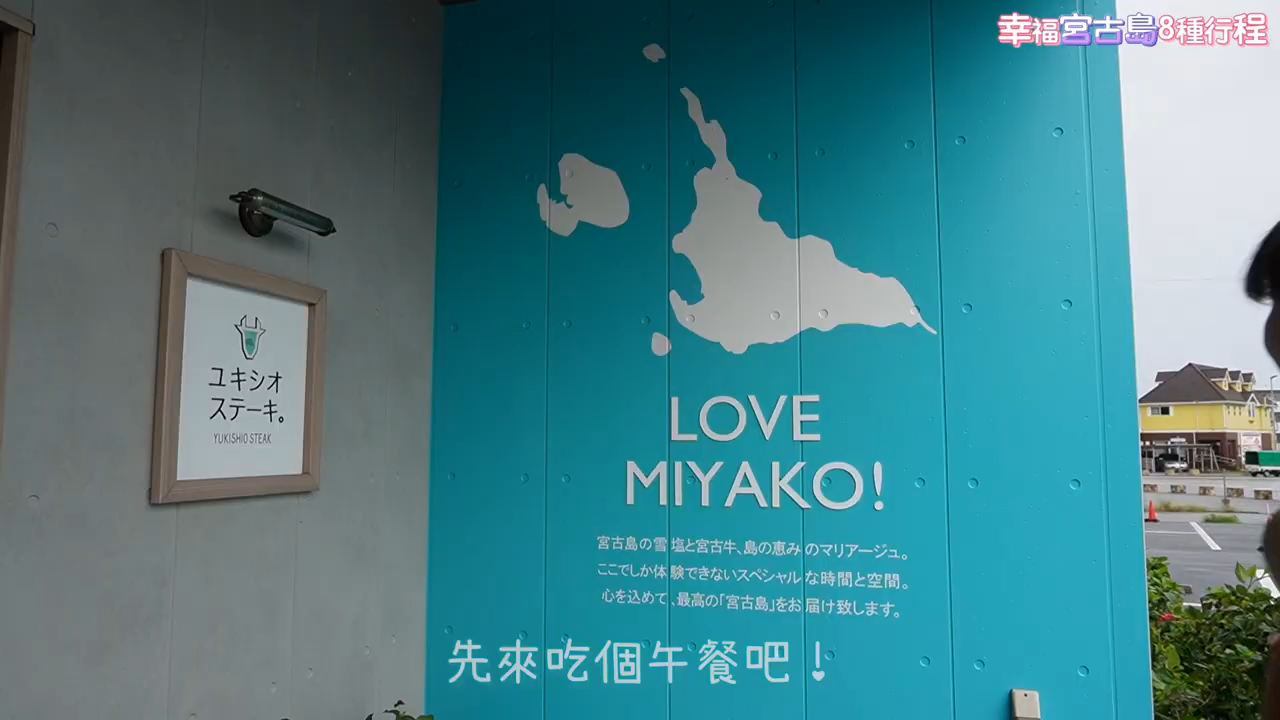 幸福宮古島8種行程
ユキシオ
ステーキ。
YUKISHIO STEAK
LOVE
MIYAKO!
宮古島の雪塩と宮古牛、島の恵みのマリアージュ。
ここでしか体験できないスペシャルな時間と空間。
心を込めて、最高の「宮古島」をお届け致します。
先來吃個午餐吧！